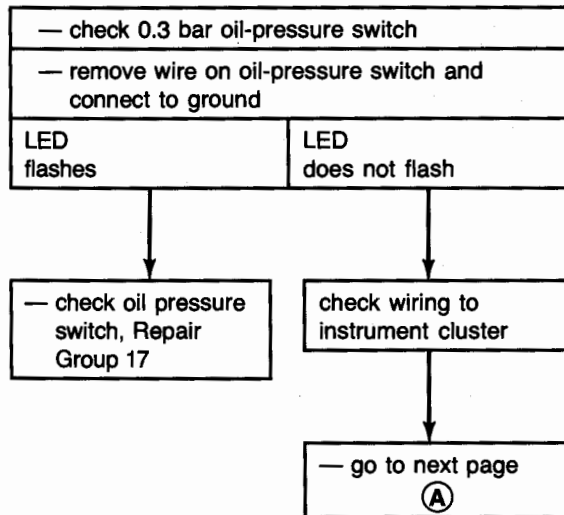 — check 0.3 bar oil-pressure switch
— remove wire on oil-pressure switch and
connect to ground
LED
flashes
LED
does not flash
— check oil pressure
switch, Repair
Group 17
check wiring to
instrument cluster
— go to next page
A